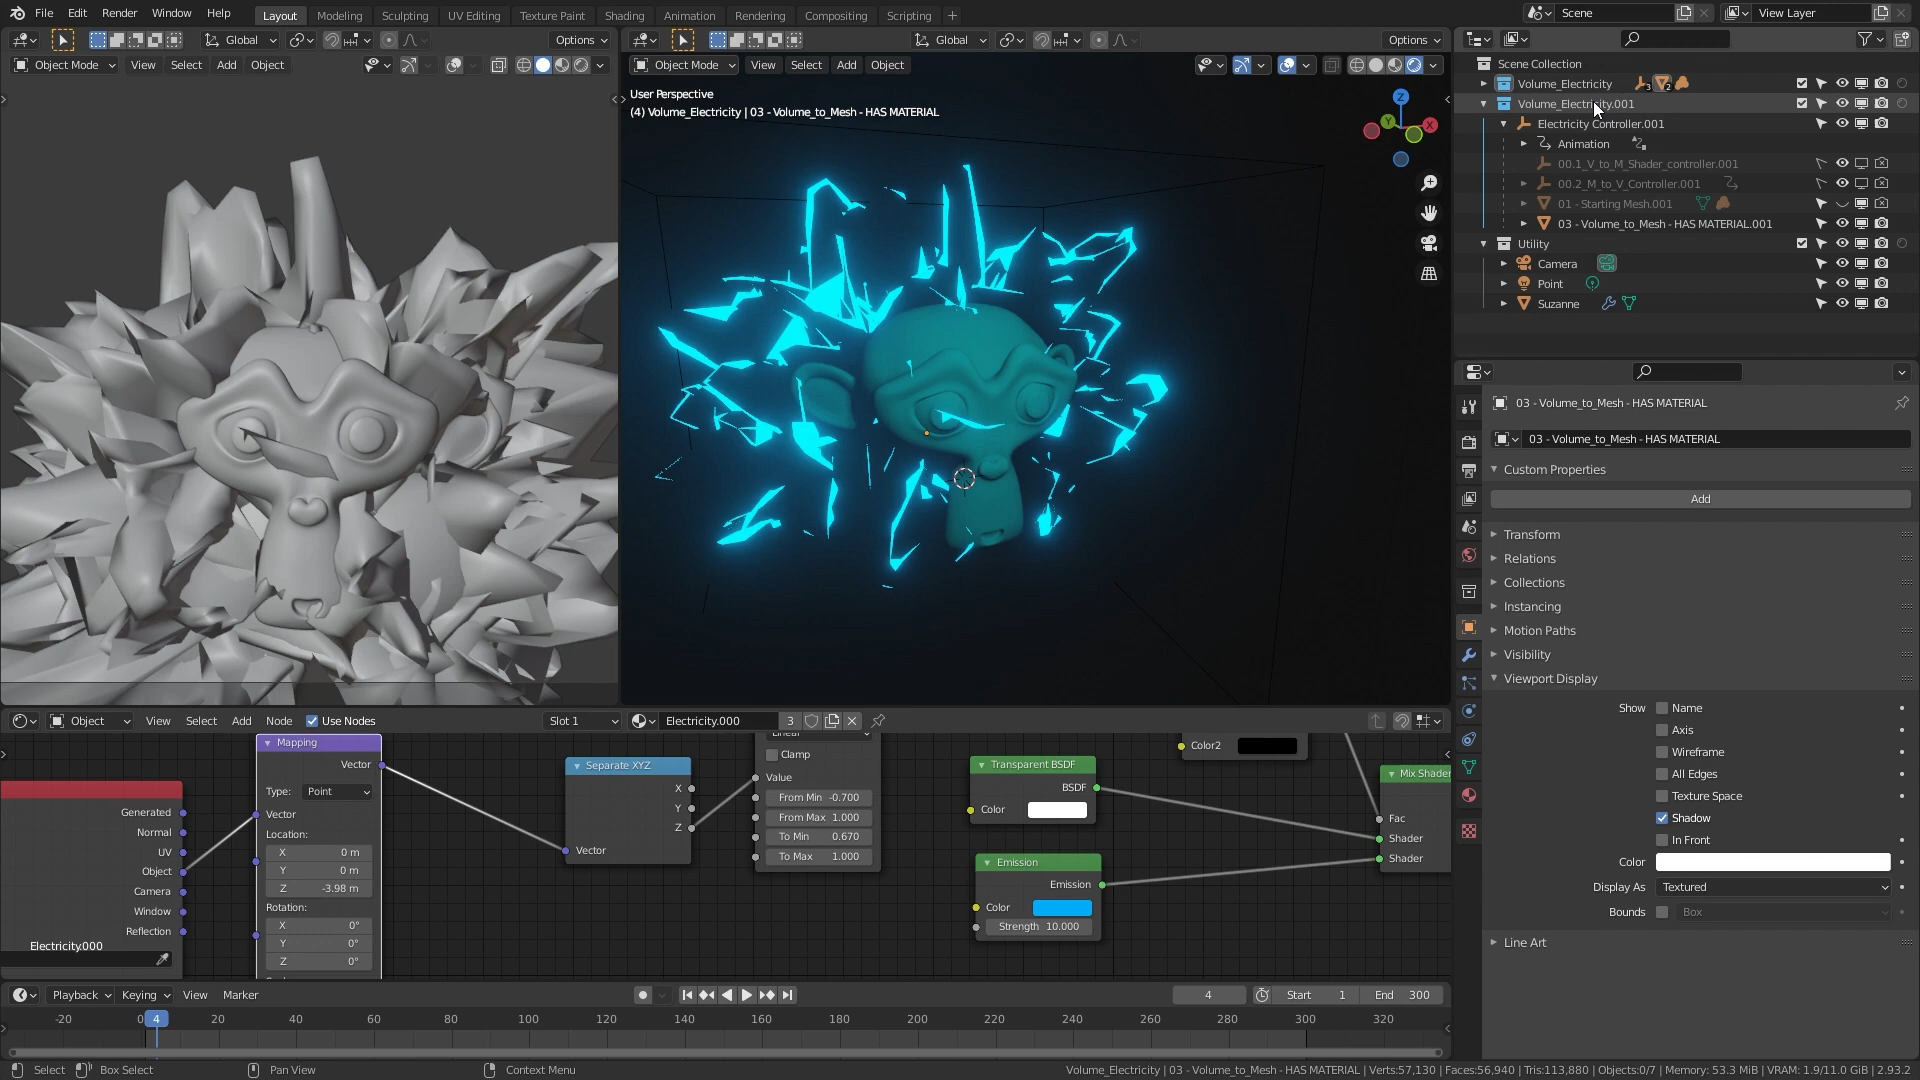 File Edit Render Window Help Layout Modeling Sculpting UV Editing Texture Paint Shading Animation Rendering Compositing Scripting + Scene View Layer
Global Options Global Options
Object Mode View Select Add Object Object Mode View Select Add Object
User Perspective
(4) Volume_Electricity | 03 - Volume_to_Mesh - HAS MATERIAL
Z
Y
X
Scene Collection
Volume_Electricity 3 2
Volume_Electricity.001
Electricity Controller.001
Animation
00.1_V_to_M_Shader_controller.001
00.2_M_to_V_Controller.001
01 - Starting Mesh.001
03 - Volume_to_Mesh - HAS MATERIAL.001
Utility
Camera
Point
Suzanne
03 - Volume_to_Mesh - HAS MATERIAL
03 - Volume_to_Mesh - HAS MATERIAL
Custom Properties
Add
Transform
Relations
Collections
Instancing
Motion Paths
Visibility
Viewport Display
Show Name
Axis
Wireframe
All Edges
Texture Space
Shadow
In Front
Color
Display As Textured
Bounds Box
Line Art
Object View Select Add Node Use Nodes Slot 1 Electricity.000 3
Generated
Normal
UV
Object
Camera
Window
Reflection
Electricity.000
Mapping
Vector
Type: Point
Vector
Location:
X 0 m
Y 0 m
Z -3.98 m
Rotation:
X 0°
Y 0°
Z 0°
Separate XYZ
X
Y
Z
Vector
Linear
Clamp
Value
From Min -0.700
From Max 1.000
To Min 0.670
To Max 1.000
Transparent BSDF
BSDF
Color
Emission
Emission
Color
Strength 10.000
Color2
Mix Shader
Fac
Shader
Shader
Playback Keying View Marker 4 Start 1 End 300
-20 0 4 20 40 60 80 100 120 140 160 180 200 220 240 260 280 300 320
Select Box Select Pan View Context Menu Volume_Electricity | 03 - Volume_to_Mesh - HAS MATERIAL | Verts:57,130 | Faces:56,940 | Tris:113,880 | Objects:0/7 | Memory: 53.3 MiB | VRAM: 1.9/11.0 GiB | 2.93.2